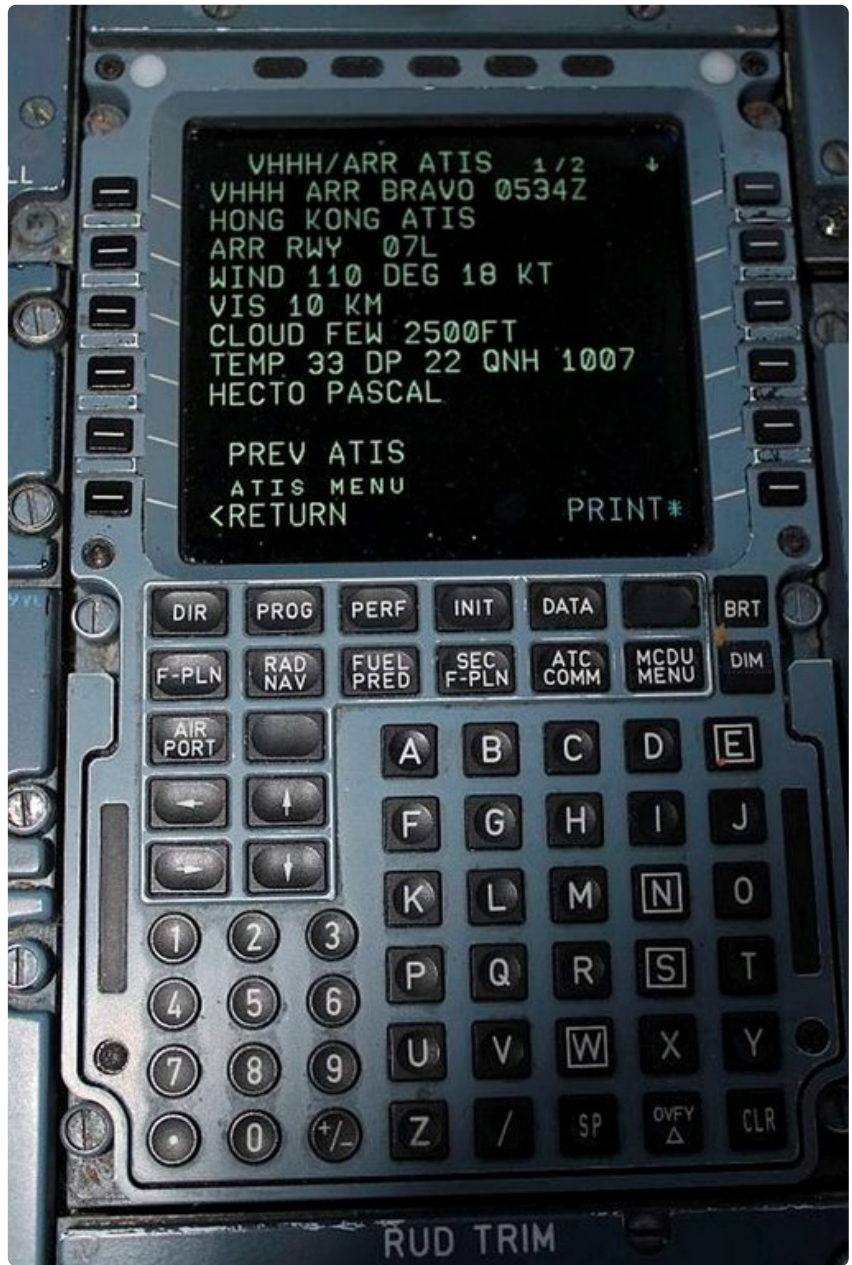 VHHH/ARR ATIS 1/2 ↓
VHHH ARR BRAVO 0534Z
HONG KONG ATIS
ARR RWY 07L
WIND 110 DEG 18 KT
VIS 10 KM
CLOUD FEW 2500FT
TEMP 33 DP 22 QNH 1007
HECTO PASCAL
PREV ATIS
ATIS MENU
<RETURN PRINT*
DIR PROG PERF INIT DATA BRT
F-PLN RAD NAV FUEL PRED SEC F-PLN ATC COMM MCDU MENU DIM
AIR PORT
A B C D E
← ↑
F G H I J
→ ↓
K L M N O
1 2 3
P Q R S T
4 5 6
U V W X Y
7 8 9
Z / SP OVFY Δ CLR
. 0 +/-
RUD TRIM